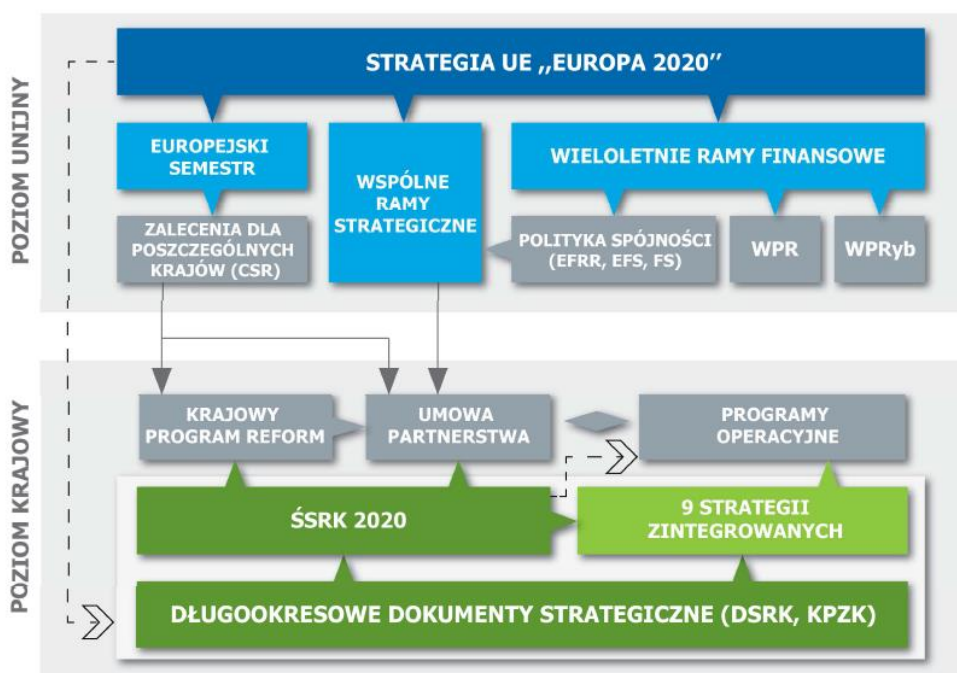 POZIOM UNIJNY
STRATEGIA UE „EUROPA 2020”
EUROPEJSKI
SEMESTR
WSPÓLNE
RAMY
STRATEGICZNE
WIELOLETNIE RAMY FINANSOWE
ZALECENIA DLA
POSZCZEGÓLNYCH
KRAJÓW (CSR)
POLITYKA SPÓJNOŚCI
(EFRR, EFS, FS)
WPR
WPRyb
POZIOM KRAJOWY
KRAJOWY
PROGRAM REFORM
UMOWA
PARTNERSTWA
PROGRAMY
OPERACYJNE
ŚSRK 2020
9 STRATEGII
ZINTEGROWANYCH
DŁUGOOKRESOWE DOKUMENTY STRATEGICZNE (DSRK, KPZK)